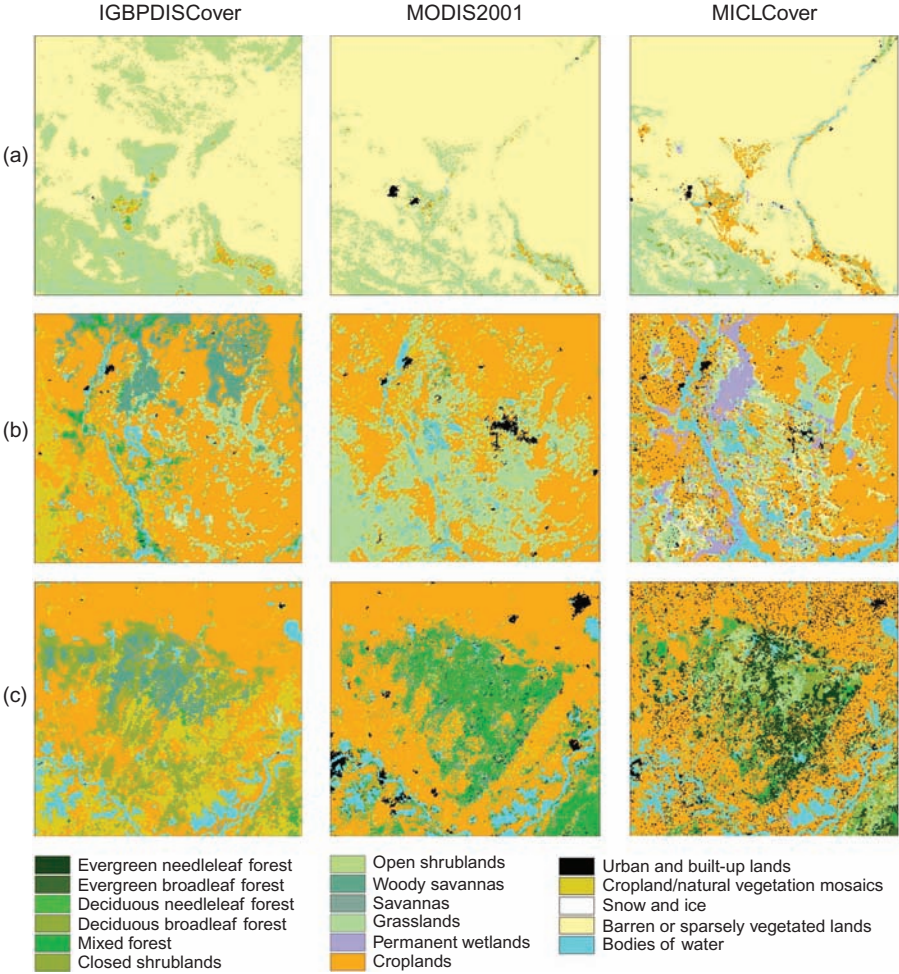 IGBPDISCover MODIS2001 MICLCover
(a)
(b)
(c)
Evergreen needleleaf forest
Evergreen broadleaf forest
Deciduous needleleaf forest
Deciduous broadleaf forest
Mixed forest
Closed shrublands
Open shrublands
Woody savannas
Savannas
Grasslands
Permanent wetlands
Croplands
Urban and built-up lands
Cropland/natural vegetation mosaics
Snow and ice
Barren or sparsely vegetated lands
Bodies of water